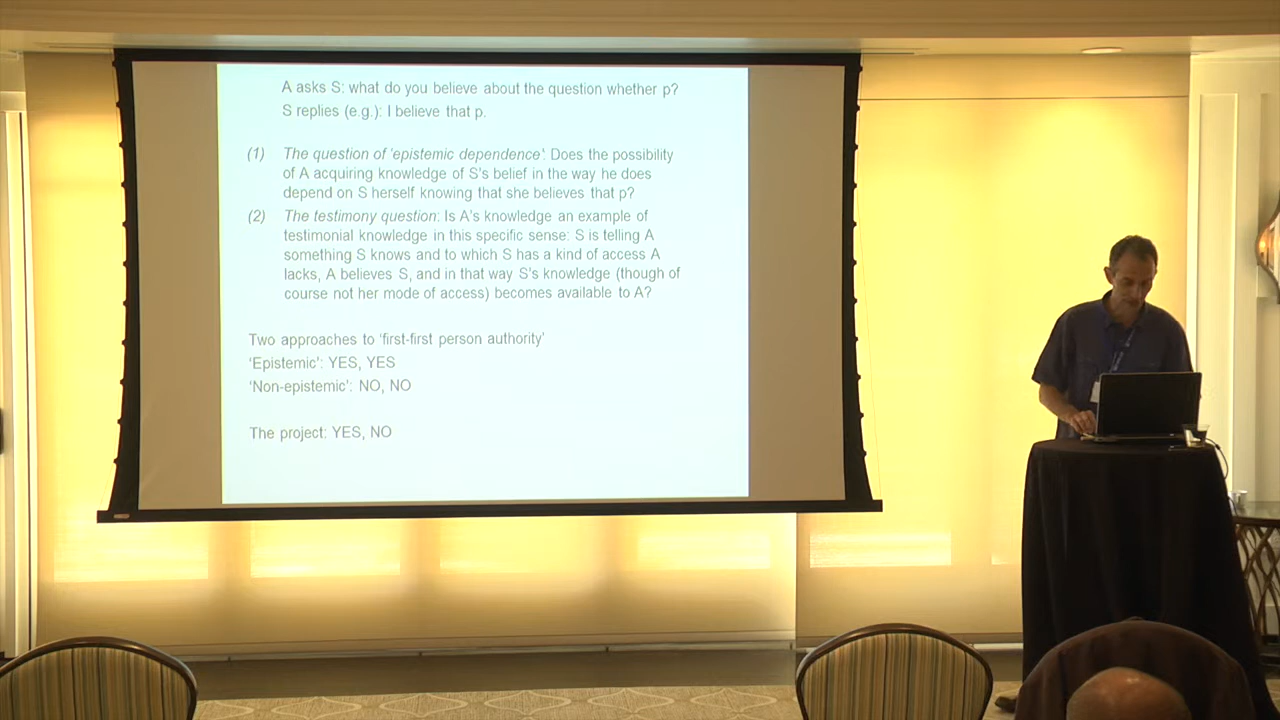 A asks S: what do you believe about the question whether p?
S replies (e.g.): I believe that p.
(1) The question of 'epistemic dependence': Does the possibility
of A acquiring knowledge of S's belief in the way he does
depend on S herself knowing that she believes that p?
(2) The testimony question: Is A's knowledge an example of
testimonial knowledge in this specific sense: S is telling A
something S knows and to which S has a kind of access A
lacks, A believes S, and in that way S's knowledge (though of
course not her mode of access) becomes available to A?
Two approaches to 'first-first person authority'
'Epistemic': YES, YES
'Non-epistemic': NO, NO
The project: YES, NO